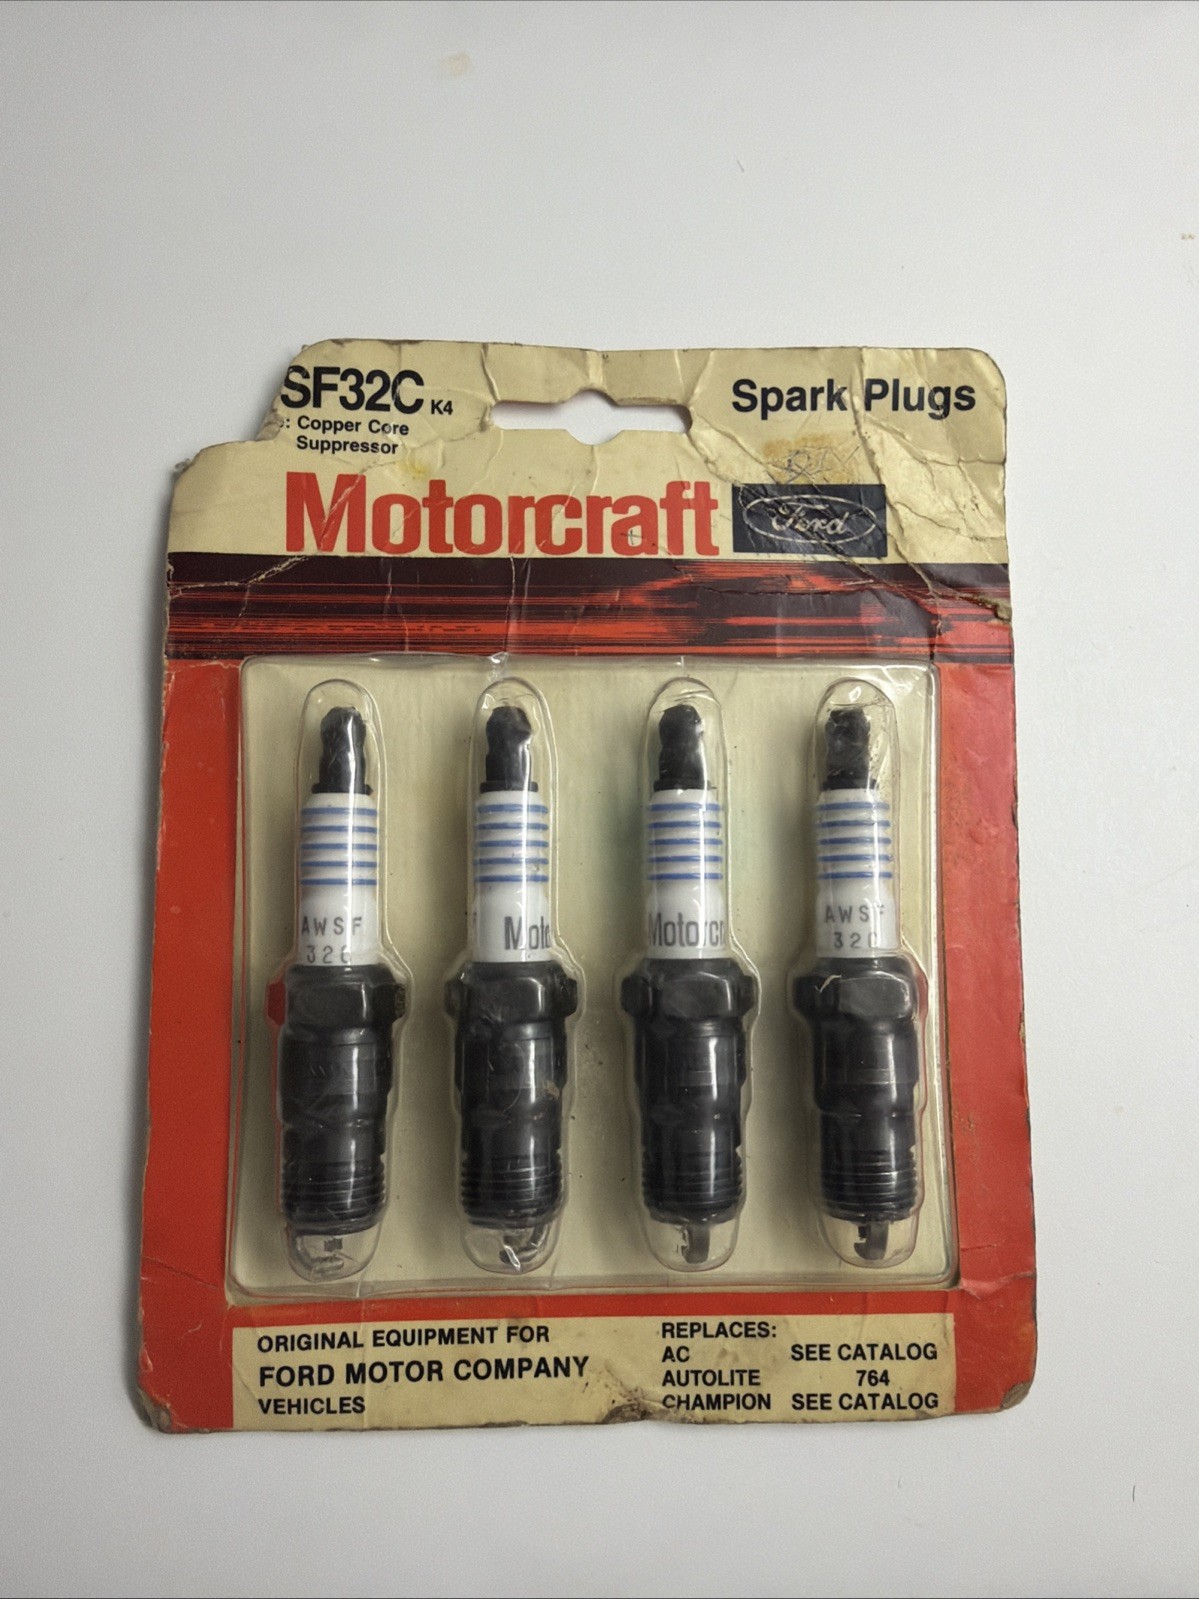 SF32C K4
: Copper Core
Suppressor
Spark Plugs
Motorcraft
Ford
AWSF
32C
Moto
Motorcr
AWSF
32C
ORIGINAL EQUIPMENT FOR
FORD MOTOR COMPANY
VEHICLES
REPLACES:
AC SEE CATALOG
AUTOLITE 764
CHAMPION SEE CATALOG